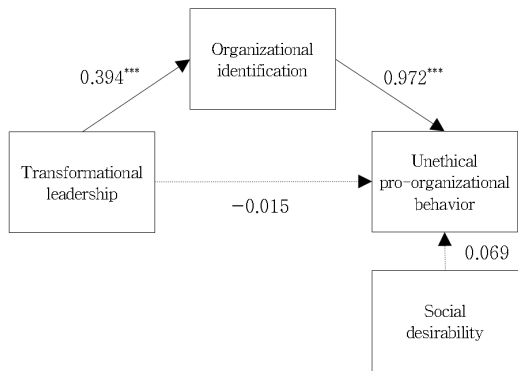 Organizational
identification
0.394***
0.972***
Transformational
leadership
Unethical
pro-organizational
behavior
−0.015
0.069
Social
desirability